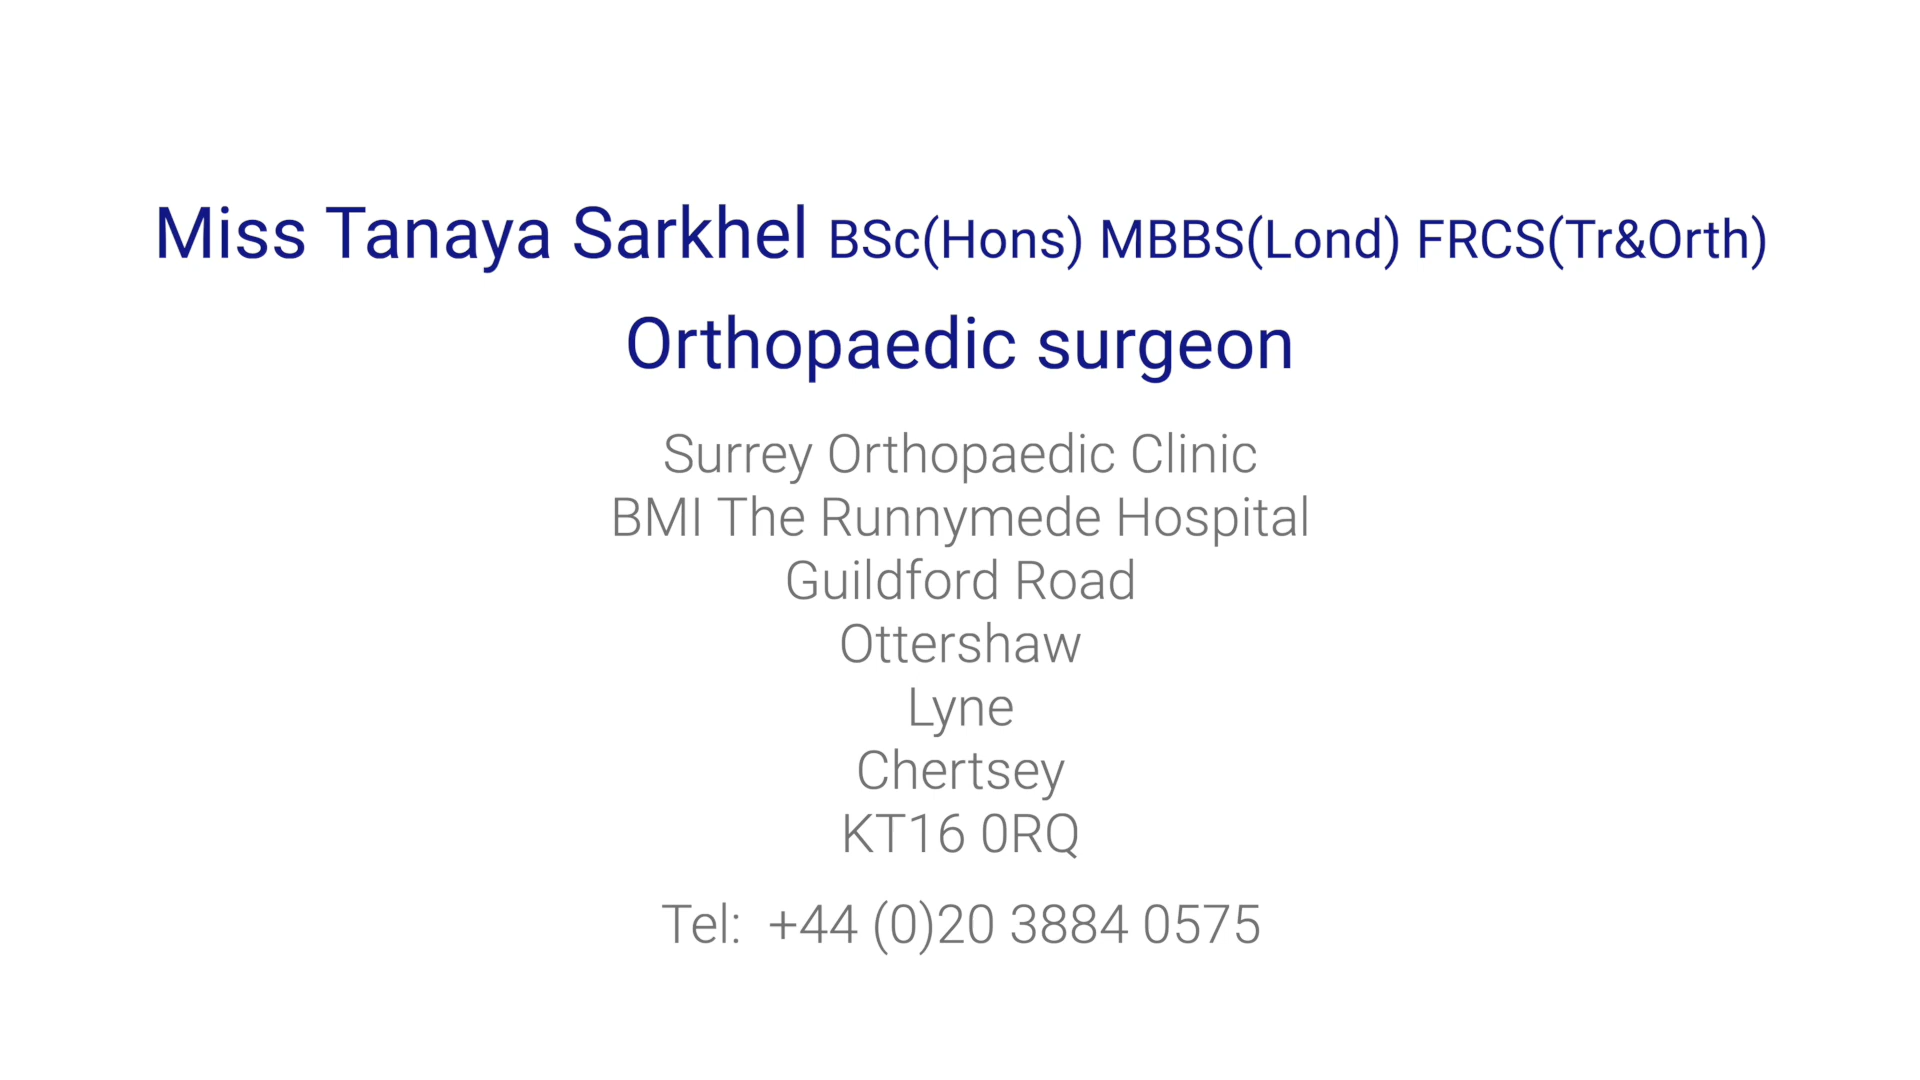 Miss Tanaya Sarkhel BSc(Hons) MBBS(Lond) FRCS(Tr&Orth)
Orthopaedic surgeon
Surrey Orthopaedic Clinic
BMI The Runnymede Hospital
Guildford Road
Ottershaw
Lyne
Chertsey
KT16 0RQ
Tel:  +44 (0)20 3884 0575